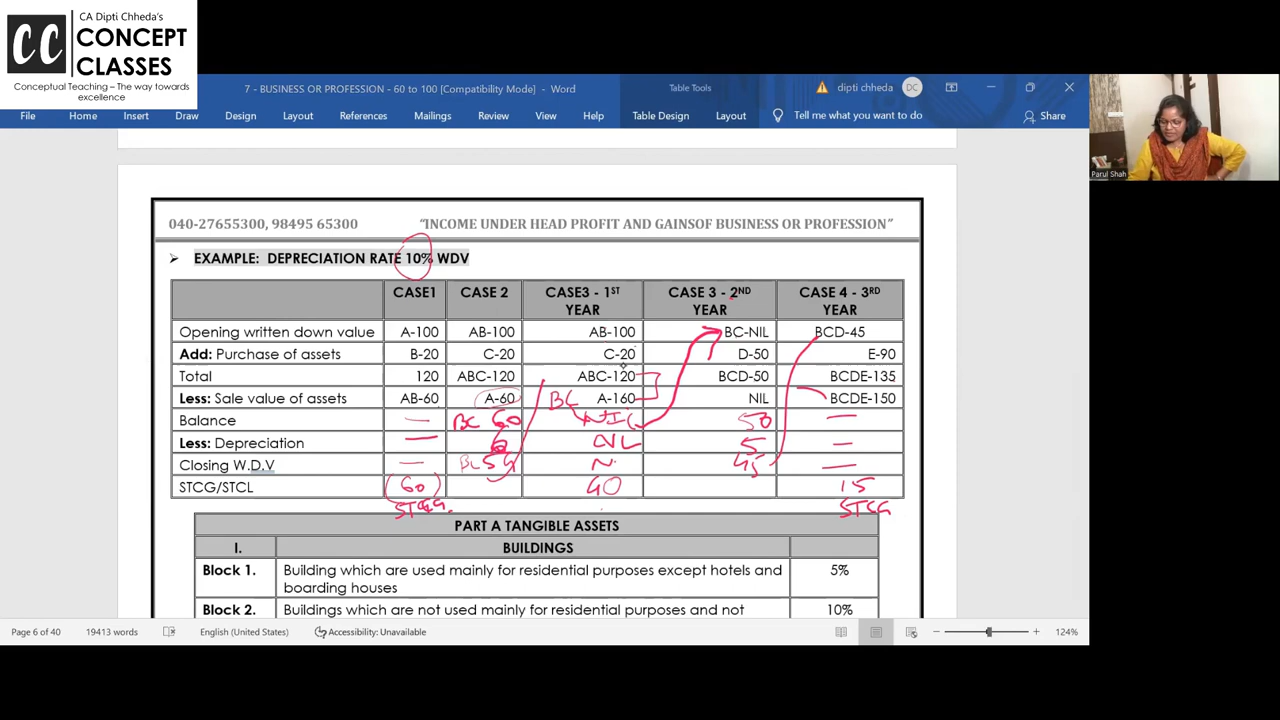 CA Dipti Chheda's
CC
CONCEPT
CLASSES
Conceptual Teaching – The way towards
excellence
7 - BUSINESS OR PROFESSION - 60 to 100 [Compatibility Mode] - Word
Table Tools
dipti chheda
DC
File Home Insert Draw Design Layout References Mailings Review View Help Table Design Layout Tell me what you want to do Share
Parul Shah
040-27655300, 98495 65300 "INCOME UNDER HEAD PROFIT AND GAINSOF BUSINESS OR PROFESSION"
➢ EXAMPLE: DEPRECIATION RATE 10% WDV
CASE1 CASE 2 CASE3 - 1ST YEAR CASE 3 - 2ND YEAR CASE 4 - 3RD YEAR
Opening written down value A-100 AB-100 AB-100 BC-NIL BCD-45
Add: Purchase of assets B-20 C-20 C-20 D-50 E-90
Total 120 ABC-120 ABC-120 BCD-50 BCDE-135
Less: Sale value of assets AB-60 A-60 BC A-160 NIL BCDE-150
Balance — BC 60 NIL 50 —
Less: Depreciation — 6 NIL 5 —
Closing W.D.V — BC 54 N 45 —
STCG/STCL 60 40 15
STCG. STCG
PART A TANGIBLE ASSETS
I. BUILDINGS
Block 1. Building which are used mainly for residential purposes except hotels and 5%
boarding houses
Block 2. Buildings which are not used mainly for residential purposes and not 10%
Page 6 of 40 19413 words English (United States) Accessibility: Unavailable 124%